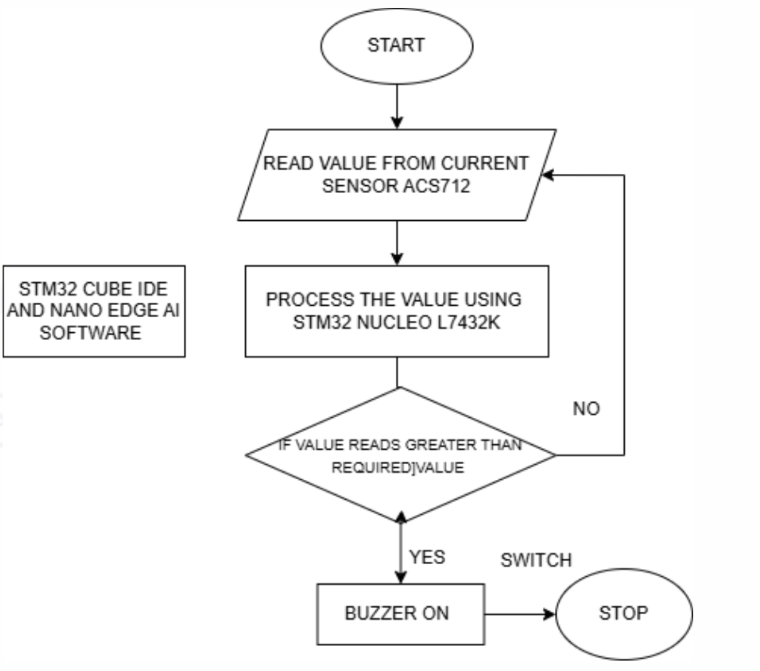 START
READ VALUE FROM CURRENT
SENSOR ACS712
STM32 CUBE IDE
AND NANO EDGE AI
SOFTWARE
PROCESS THE VALUE USING
STM32 NUCLEO L7432K
NO
IF VALUE READS GREATER THAN
REQUIRED]VALUE
YES
SWITCH
BUZZER ON
STOP